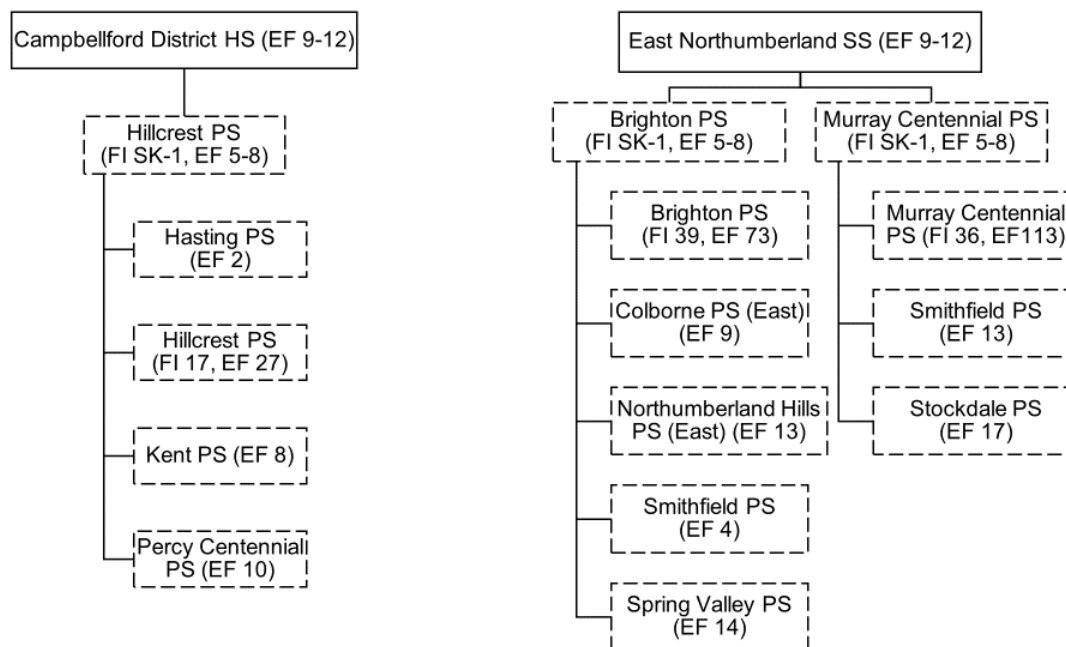 Campbellford District HS (EF 9-12)
Hillcrest PS
(FI SK-1, EF 5-8)
Hasting PS
(EF 2)
Hillcrest PS
(FI 17, EF 27)
Kent PS (EF 8)
Percy Centennial
PS (EF 10)
East Northumberland SS (EF 9-12)
Brighton PS
(FI SK-1, EF 5-8)
Brighton PS
(FI 39, EF 73)
Colborne PS (East)
(EF 9)
Northumberland Hills
PS (East) (EF 13)
Smithfield PS
(EF 4)
Spring Valley PS
(EF 14)
Murray Centennial PS
(FI SK-1, EF 5-8)
Murray Centennial
PS (FI 36, EF113)
Smithfield PS
(EF 13)
Stockdale PS
(EF 17)